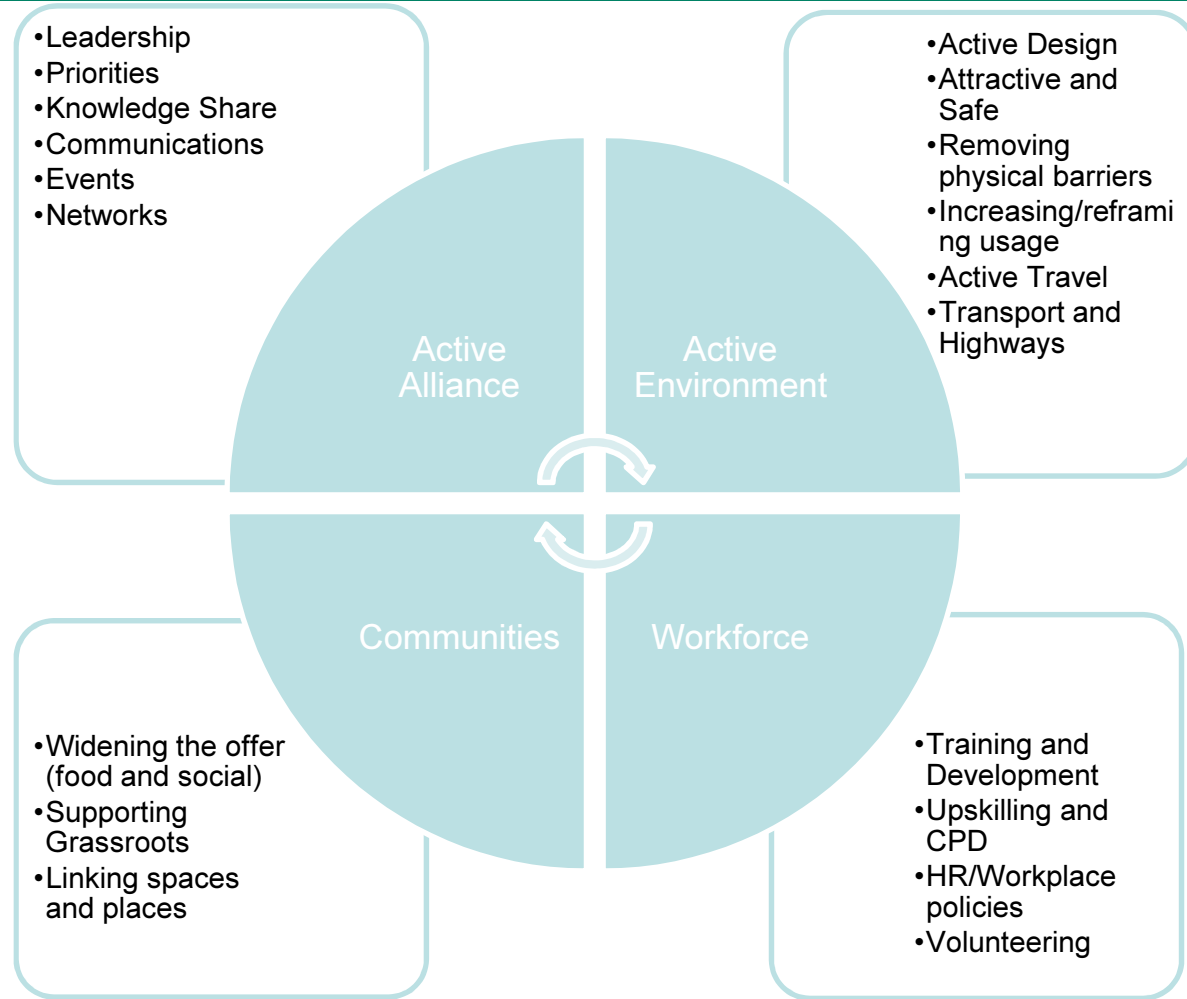 •Leadership
•Priorities
•Knowledge Share
•Communications
•Events
•Networks
•Active Design
•Attractive and
Safe
•Removing
physical barriers
•Increasing/reframi
ng usage
•Active Travel
•Transport and
Highways
Active
Alliance
Active
Environment
Communities
Workforce
•Widening the offer
(food and social)
•Supporting
Grassroots
•Linking spaces
and places
•Training and
Development
•Upskilling and
CPD
•HR/Workplace
policies
•Volunteering